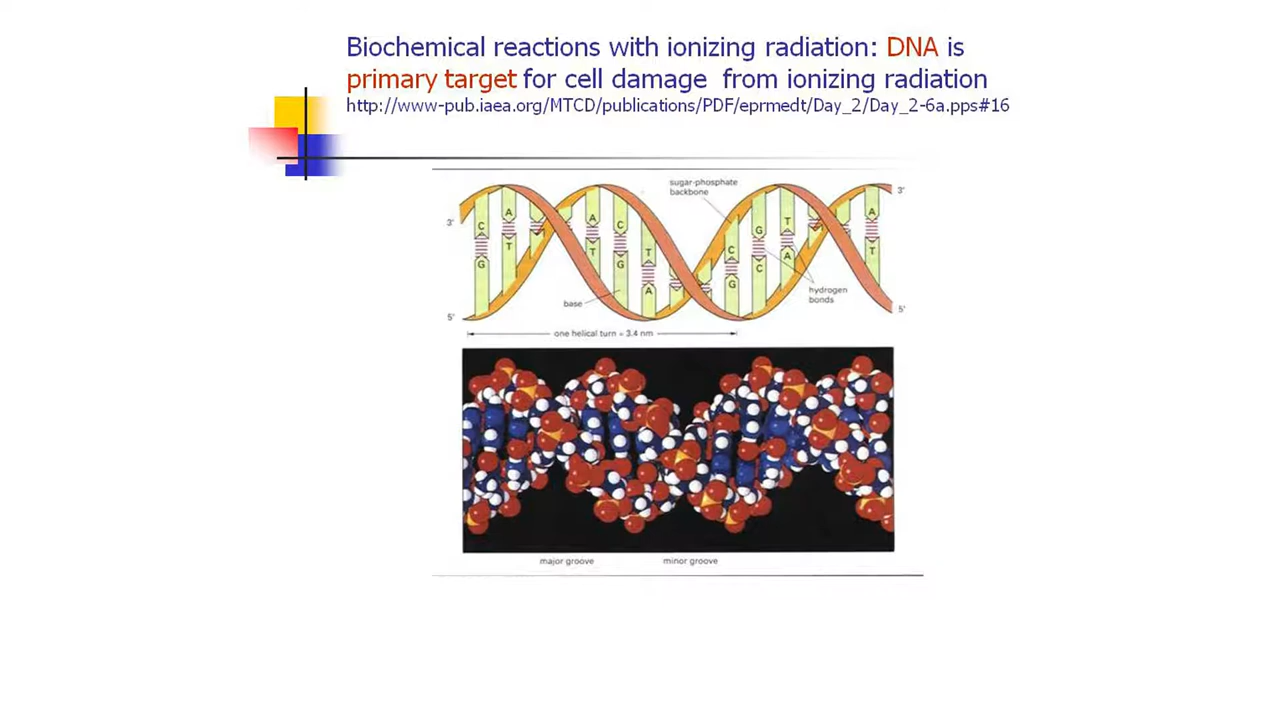 Biochemical reactions with ionizing radiation: DNA is
primary target for cell damage from ionizing radiation
http://www-pub.iaea.org/MTCD/publications/PDF/eprmedt/Day_2/Day_2-6a.pps#16
sugar-phosphate
backbone
3'
3'
C
A
A
C
T
C
G
T
A
G
T
T
G
A
G
C
A
T
base
hydrogen
bonds
5'
5'
one helical turn = 3.4 nm
major groove
minor groove